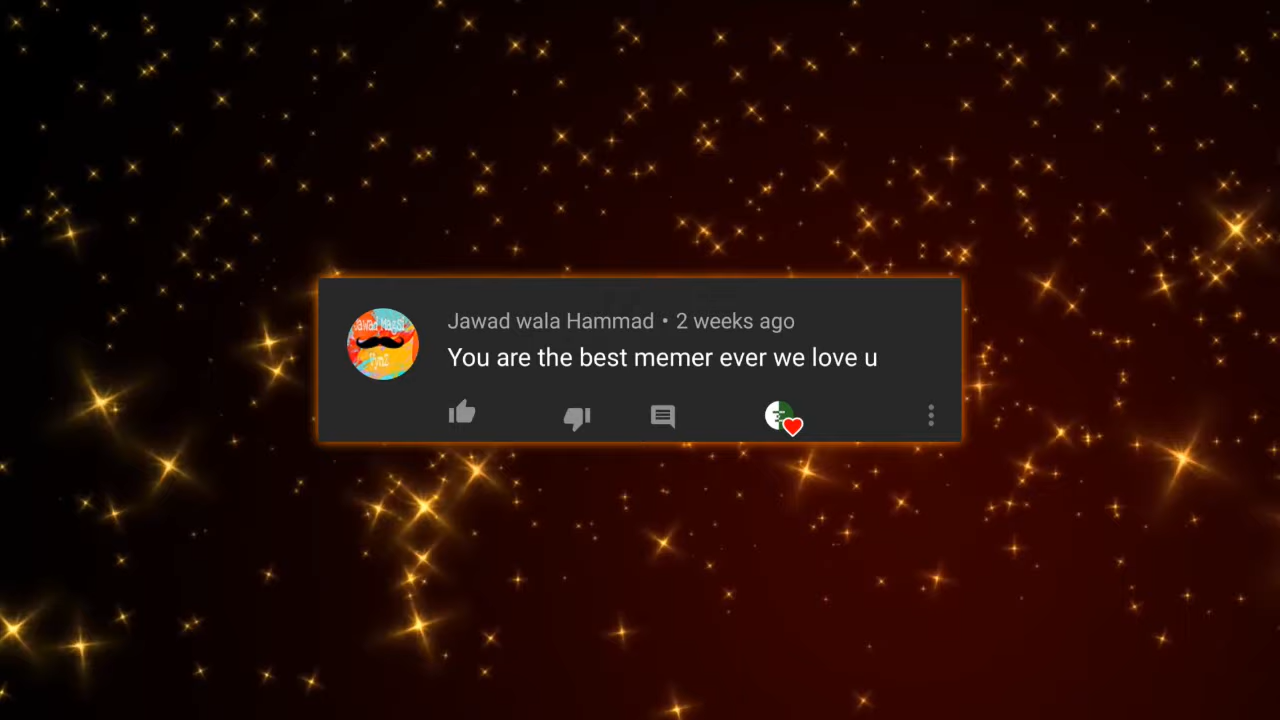 Jawad wala Hammad • 2 weeks ago
You are the best memer ever we love u